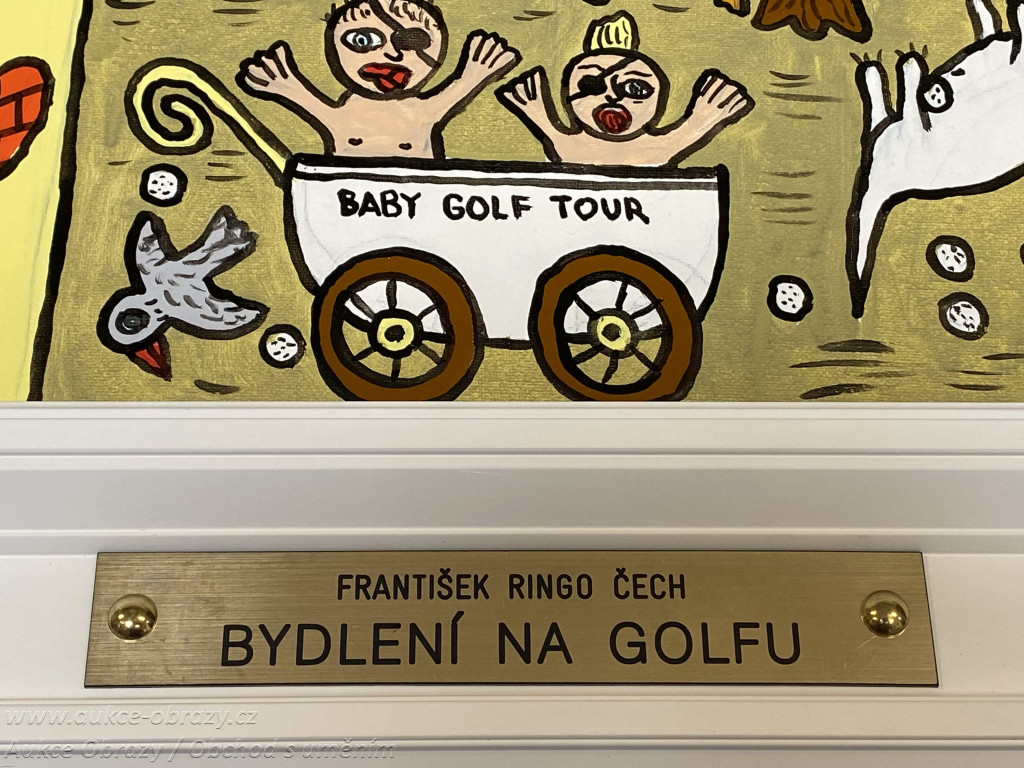 BABY GOLF TOUR
FRANTIŠEK RINGO ČECH
BYDLENÍ NA GOLFU
www.aukce-obrazy.cz
Aukce Obrazy / Obchod s uměním